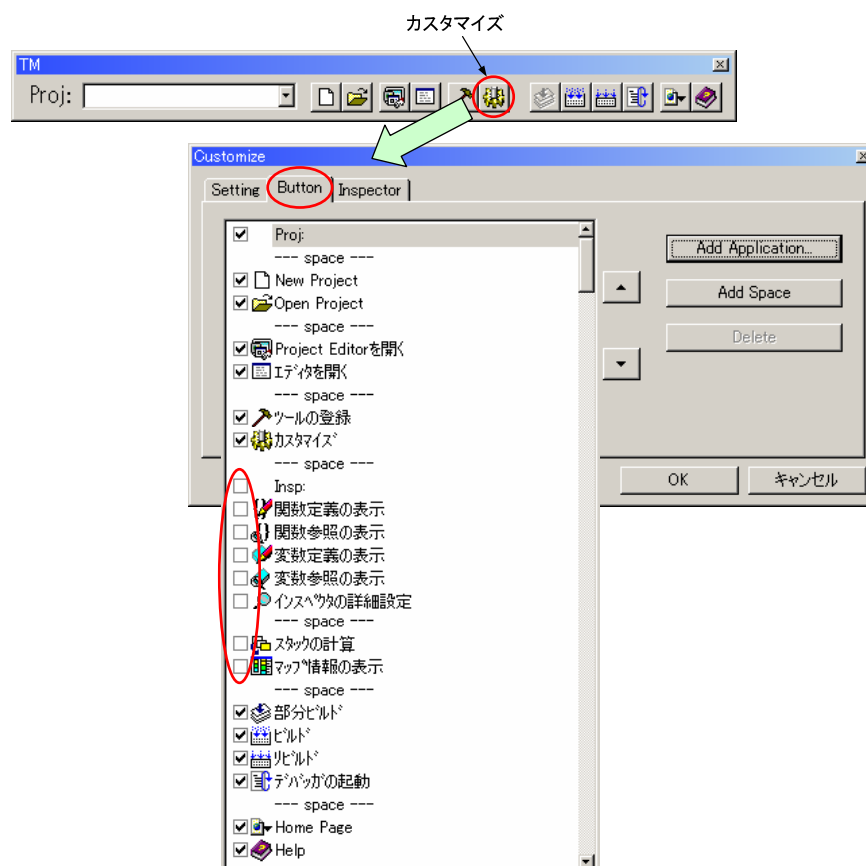 カスタマイズ
TM
Proj:
Customize
Setting Button Inspector
Proj:
--- space ---
New Project
Open Project
--- space ---
Project Editorを開く
エディタを開く
--- space ---
ツールの登録
カスタマイズ
--- space ---
Insp:
関数定義の表示
関数参照の表示
変数定義の表示
変数参照の表示
インスペクタの詳細設定
--- space ---
スタックの計算
マップ情報の表示
--- space ---
部分ビルド
ビルド
リビルド
デバッガの起動
--- space ---
Home Page
Help
Add Application...
Add Space
Delete
OK キャンセル